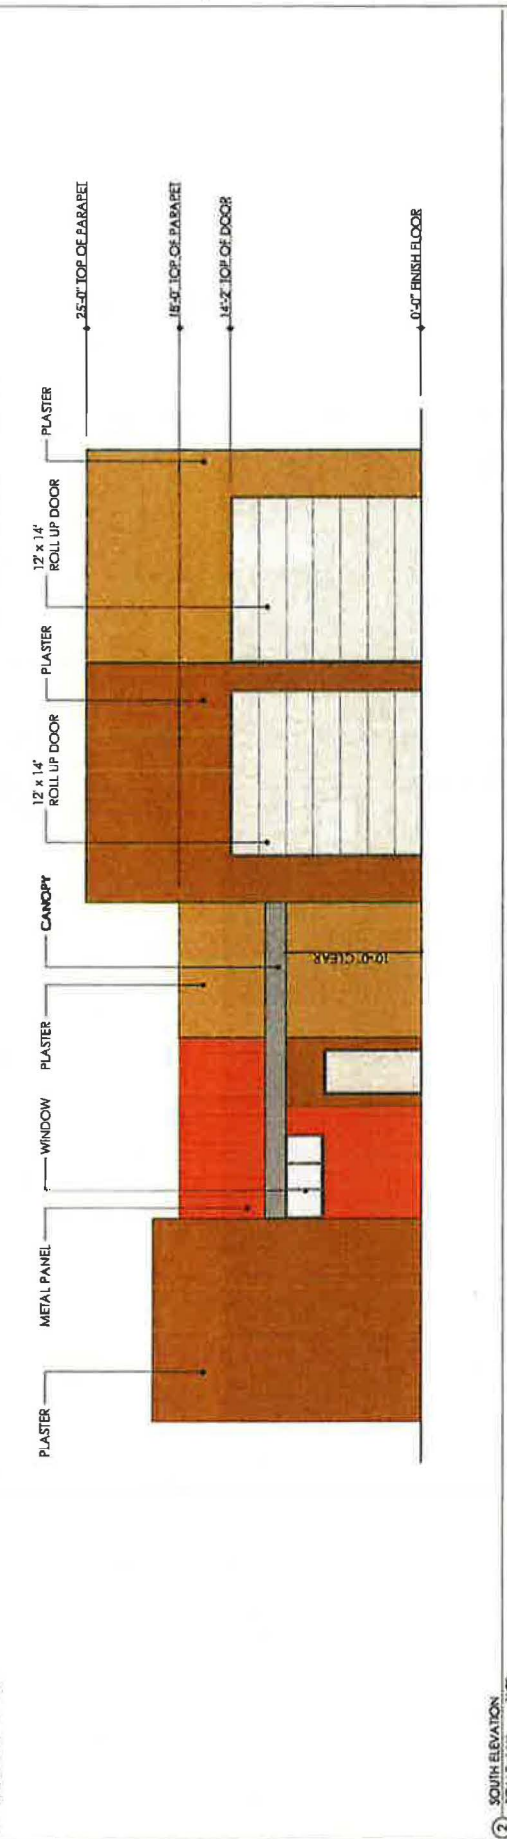 PLASTER
METAL PANEL
WINDOW
PLASTER
CANOPY
12' x 14'
ROLL UP DOOR
PLASTER
12' x 14'
ROLL UP DOOR
PLASTER
25'-0" TOP OF PARAPET
18'-0" TOP OF PARAPET
14'-2" TOP OF DOOR
0'-0" FINISH FLOOR
10'-0" CLEAR
2 SOUTH ELEVATION